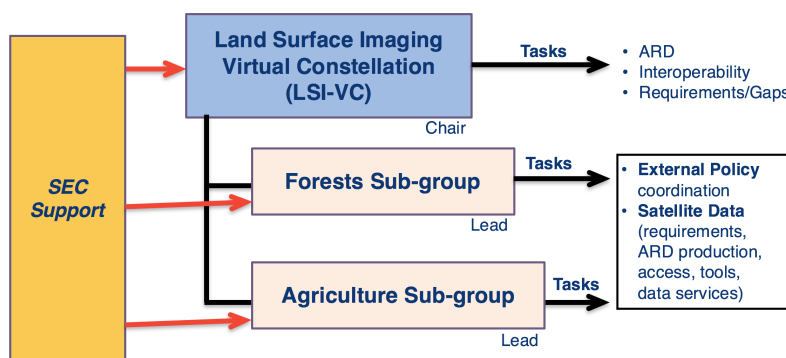 SEC
Support
Land Surface Imaging
Virtual Constellation
(LSI-VC)
Chair
Tasks
• ARD
• Interoperability
• Requirements/Gaps
Forests Sub-group
Lead
Tasks
Agriculture Sub-group
Lead
Tasks
• External Policy
coordination
• Satellite Data
(requirements,
ARD production,
access, tools,
data services)